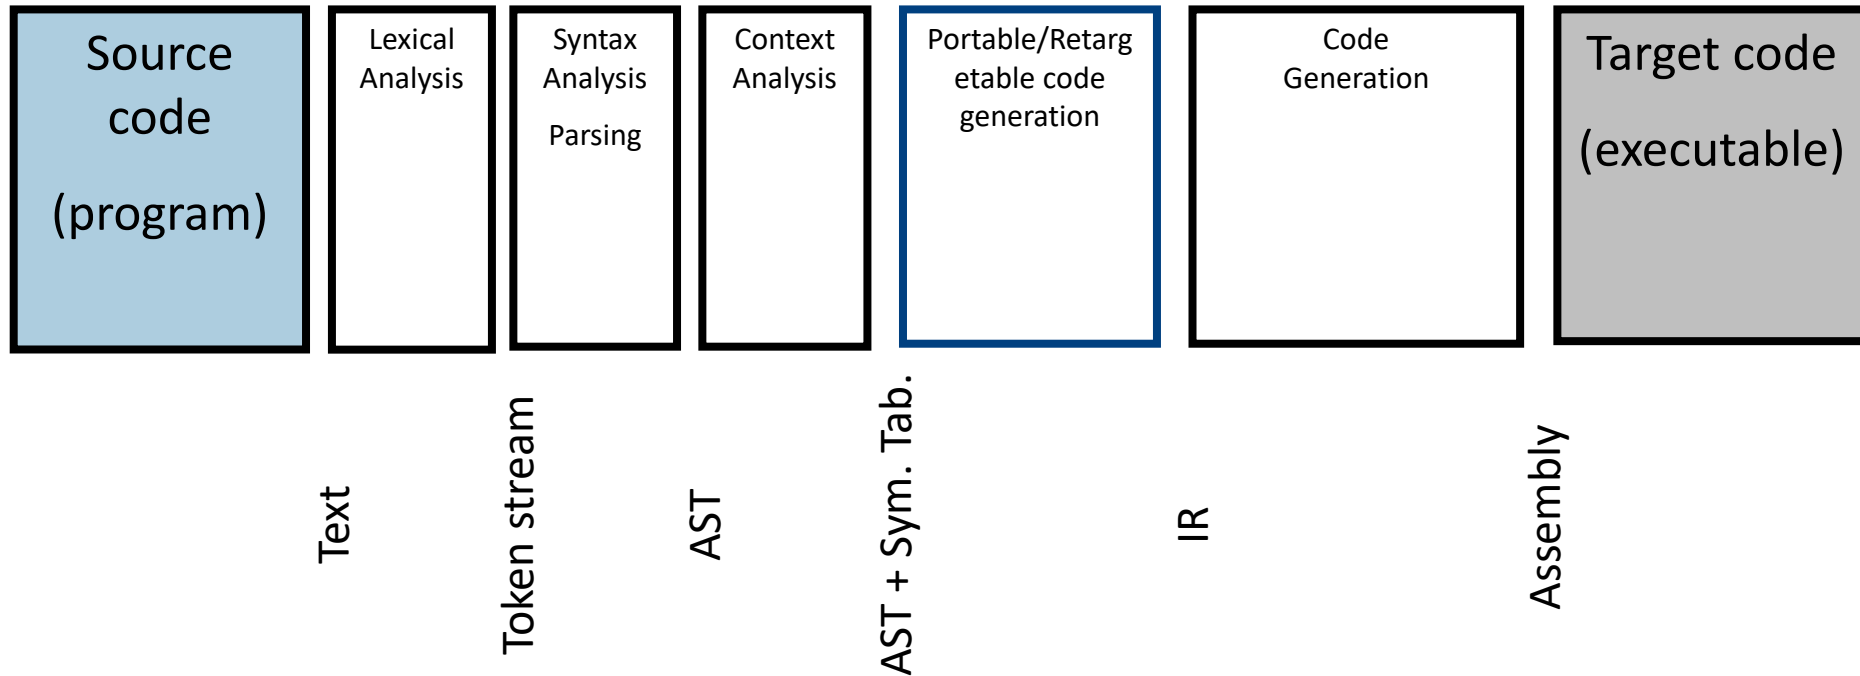 Source
code
(program)
Lexical
Analysis
Syntax
Analysis
Parsing
Context
Analysis
Portable/Retarg
etable code
generation
Code
Generation
Target code
(executable)
Text
Token stream
AST
AST + Sym. Tab.
IR
Assembly